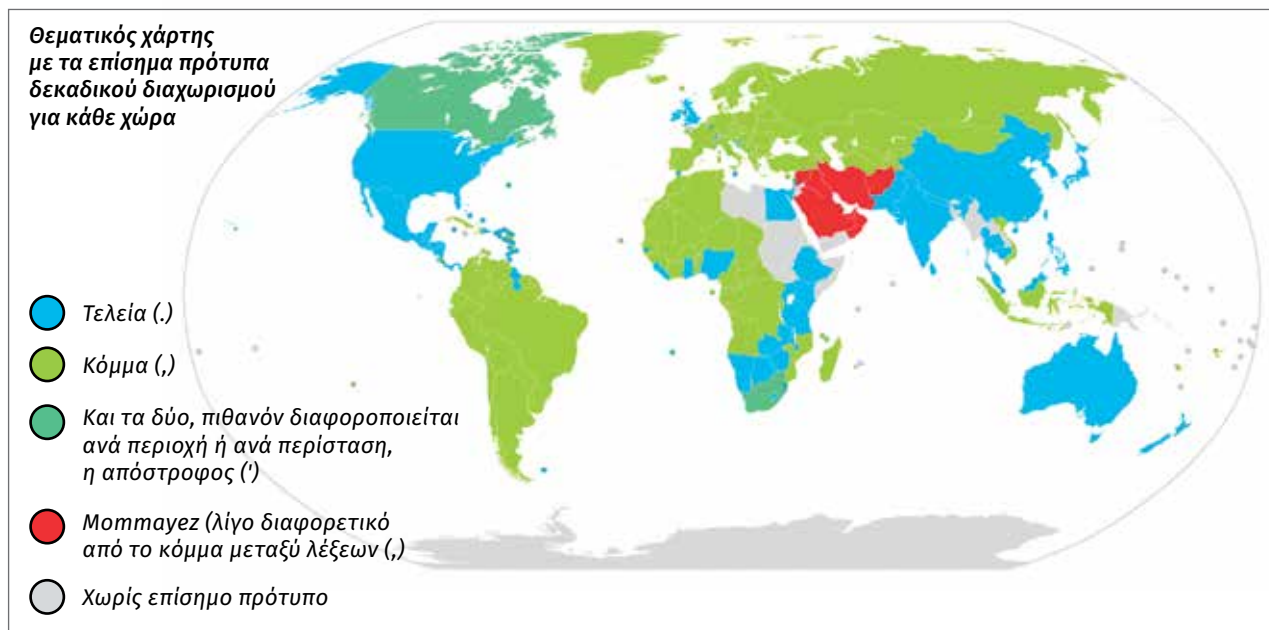 Θεματικός χάρτης
με τα επίσημα πρότυπα
δεκαδικού διαχωρισμού
για κάθε χώρα
Τελεία (.)
Κόμμα (,)
Και τα δύο, πιθανόν διαφοροποιείται
ανά περιοχή ή ανά περίσταση,
η απόστροφος (')
Mommayez (λίγο διαφορετικό
από το κόμμα μεταξύ λέξεων (,)
Χωρίς επίσημο πρότυπο